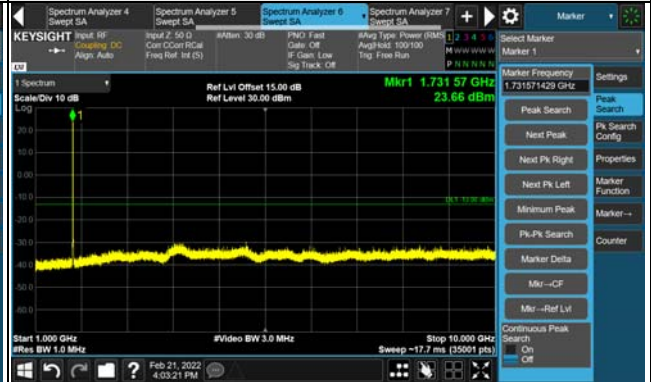 Spectrum Analyzer 4
Swept SA
Spectrum Analyzer 5
Swept SA
Spectrum Analyzer 6
Swept SA
Spectrum Analyzer 7
Swept SA
+
Marker
KEYSIGHT
Input: RF
Coupling: DC
Align: Auto
Input Z: 50 Ω
Corr CCorr RCal
Freq Ref: Int (S)
#Atten: 30 dB
PNO: Fast
Gate: Off
IF Gain: Low
Sig Track: Off
#Avg Type: Power (RMS)
Avg|Hold: 100/100
Trig: Free Run
1 2 3 4 5 6
M W W W W W
P N N N N N
Select Marker
Marker 1
LXI
1 Spectrum
Scale/Div 10 dB
Log
Ref Lvl Offset 15.00 dB
Ref Level 30.00 dBm
Mkr1 1.731 57 GHz
23.66 dBm
1
20.0
10.0
0.00
-10.0
-20.0
-30.0
-40.0
-50.0
-60.0
DL1 -13.00 dBm
Start 1.000 GHz
#Res BW 1.0 MHz
#Video BW 3.0 MHz
Stop 10.000 GHz
Sweep ~17.7 ms (35001 pts)
Marker Frequency
1.731571429 GHz
Peak Search
Next Peak
Next Pk Right
Next Pk Left
Minimum Peak
Pk-Pk Search
Marker Delta
Mkr→CF
Mkr→Ref Lvl
Continuous Peak
Search
On
Off
Settings
Peak
Search
Pk Search
Config
Properties
Marker
Function
Marker→
Counter
?
Feb 21, 2022
4:03:21 PM